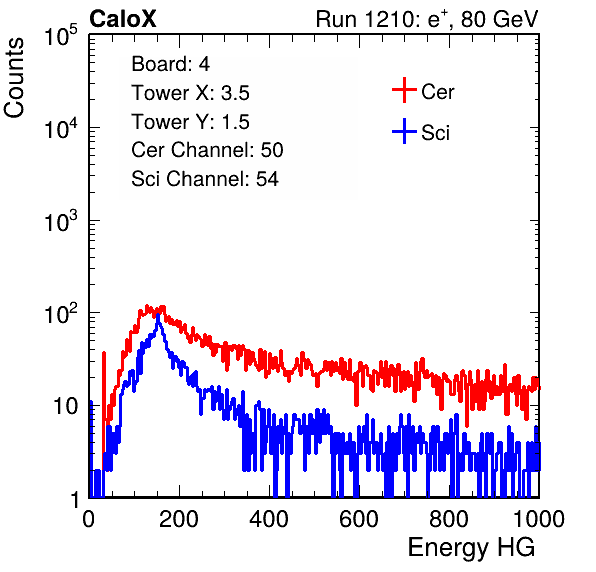 CaloX Run 1210: e+, 80 GeV
Counts
Board: 4
Tower X: 3.5
Tower Y: 1.5
Cer Channel: 50
Sci Channel: 54
Cer
Sci
10^5
10^4
10^3
10^2
10
1
0 200 400 600 800 1000
Energy HG